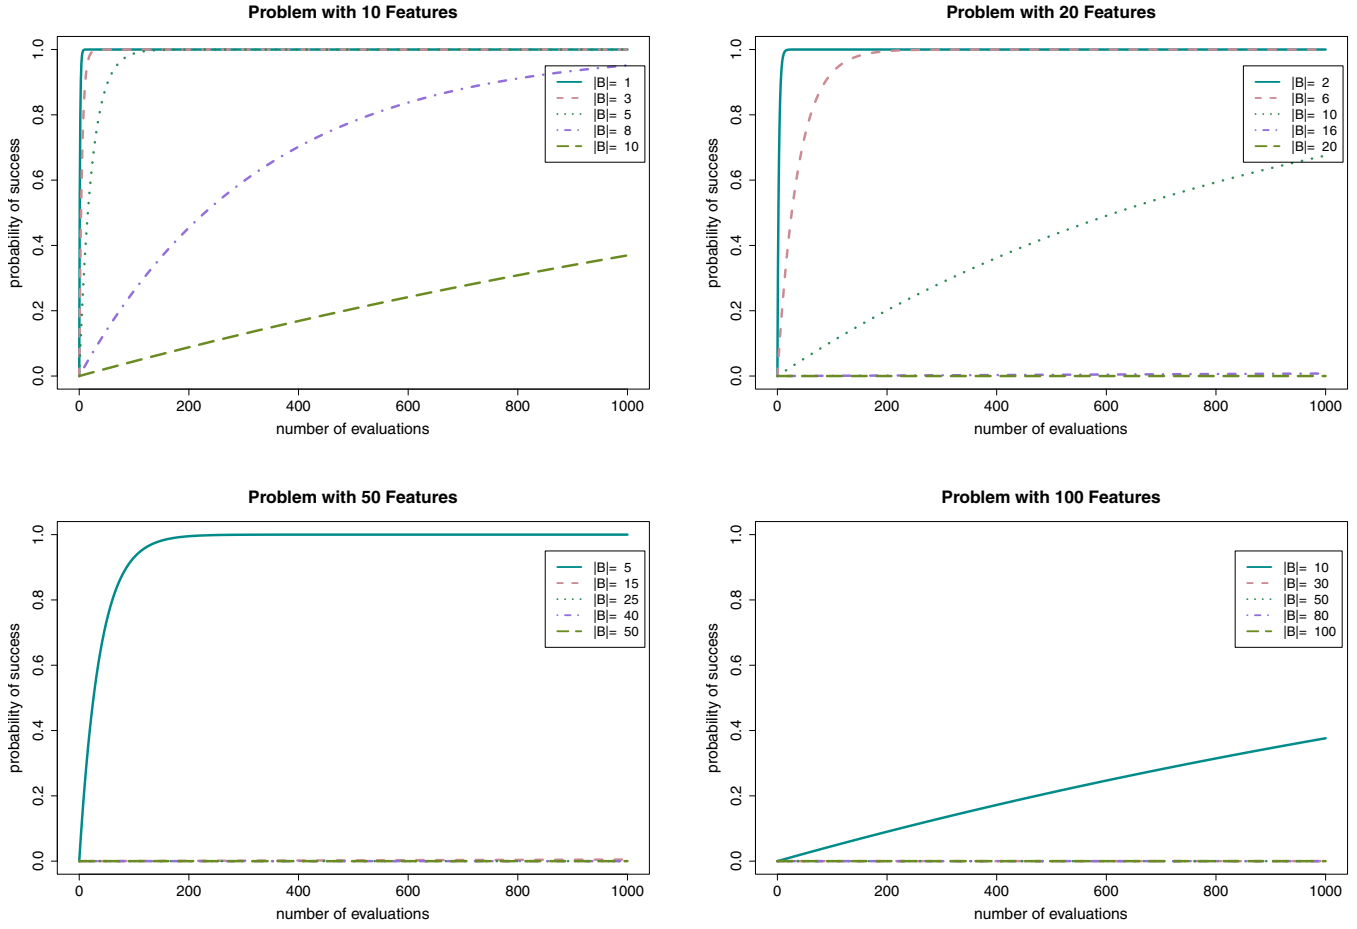 Problem with 10 Features
probability of success
0.0 0.2 0.4 0.6 0.8 1.0
|B|= 1
|B|= 3
|B|= 5
|B|= 8
|B|= 10
0 200 400 600 800 1000
number of evaluations
Problem with 20 Features
probability of success
0.0 0.2 0.4 0.6 0.8 1.0
|B|= 2
|B|= 6
|B|= 10
|B|= 16
|B|= 20
0 200 400 600 800 1000
number of evaluations
Problem with 50 Features
probability of success
0.0 0.2 0.4 0.6 0.8 1.0
|B|= 5
|B|= 15
|B|= 25
|B|= 40
|B|= 50
0 200 400 600 800 1000
number of evaluations
Problem with 100 Features
probability of success
0.0 0.2 0.4 0.6 0.8 1.0
|B|= 10
|B|= 30
|B|= 50
|B|= 80
|B|= 100
0 200 400 600 800 1000
number of evaluations